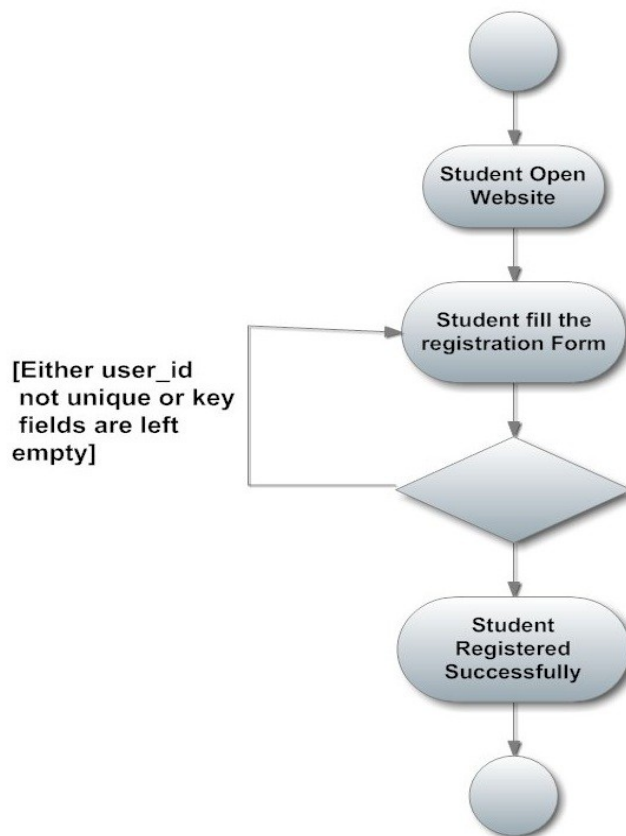 Student Open
Website
Student fill the
registration Form
[Either user_id
not unique or key
fields are left
empty]
Student
Registered
Successfully